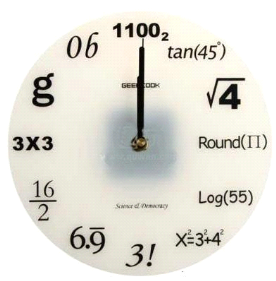 1100₂
tan(45°)
√4
Round(Π)
Log(55)
X²=3²+4²
3!
6.9̅
16/2
3X3
g
06
GEEKCOOK
Science & Democracy